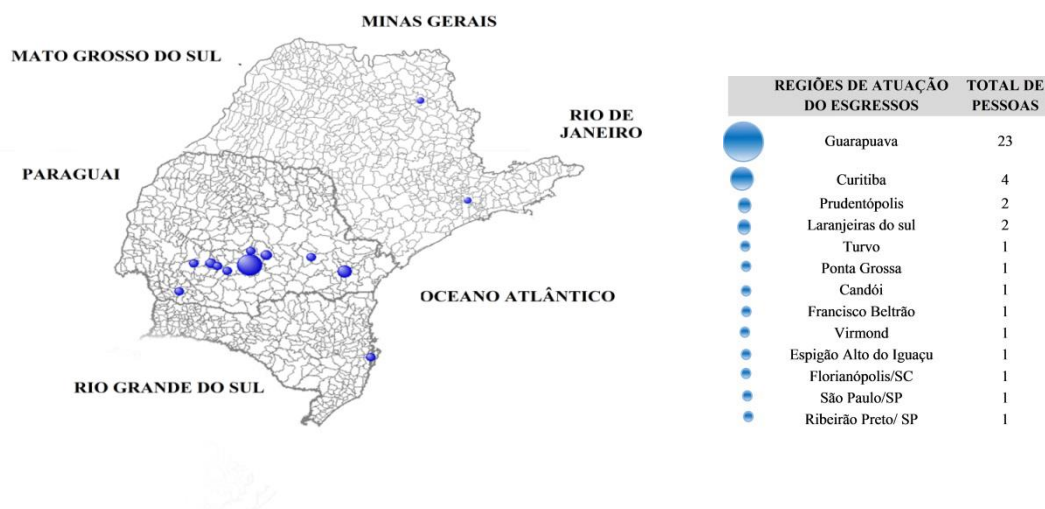 MINAS GERAIS
MATO GROSSO DO SUL
RIO DE
JANEIRO
PARAGUAI
OCEANO ATLÂNTICO
RIO GRANDE DO SUL
REGIÕES DE ATUAÇÃO TOTAL DE
DO ESGRESSOS PESSOAS
Guarapuava 23
Curitiba 4
Prudentópolis 2
Laranjeiras do sul 2
Turvo 1
Ponta Grossa 1
Candói 1
Francisco Beltrão 1
Virmond 1
Espigão Alto do Iguaçu 1
Florianópolis/SC 1
São Paulo/SP 1
Ribeirão Preto/ SP 1